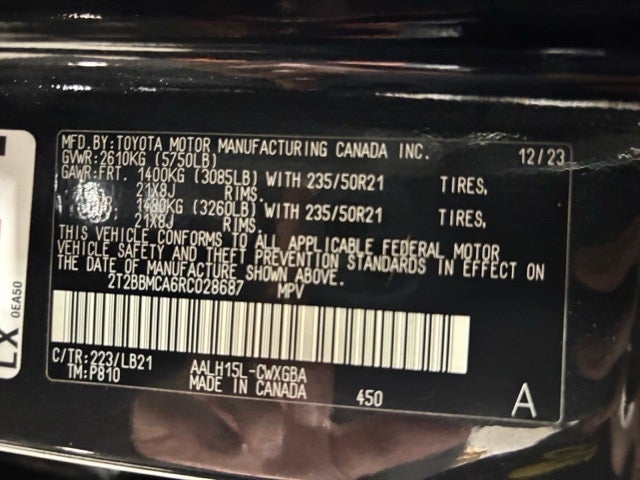 MFD.BY:TOYOTA MOTOR MANUFACTURING CANADA INC. 12/23
GVWR:2610KG (5750LB)
GAWR:FRT. 1400KG (3085LB) WITH 235/50R21 TIRES,
21X8J RIMS.
1480KG (3260LB) WITH 235/50R21 TIRES,
21X8J RIMS.
THIS VEHICLE CONFORMS TO ALL APPLICABLE FEDERAL MOTOR
VEHICLE SAFETY AND THEFT PREVENTION STANDARDS IN EFFECT ON
THE DATE OF MANUFACTURE SHOWN ABOVE.
2T2BBMCA6RC028687 MPV
C/TR:223/LB21 AALH15L-CWXGBA
TM:P810 MADE IN CANADA 450 A
LX 0EA50